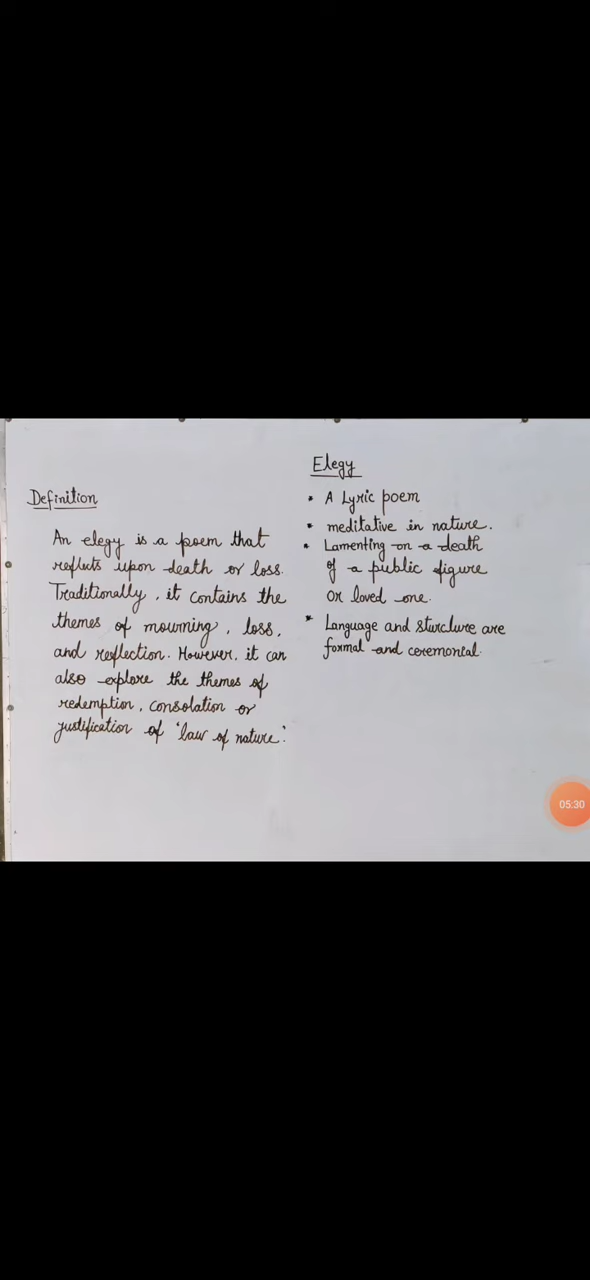 Elegy
Definition
An elegy is a poem that
reflects upon death or loss.
Traditionally, it contains the
themes of mourning, loss,
and reflection. However, it can
also explore the themes of
redemption, consolation or
justification of 'law of nature'.
• A Lyric poem
• meditative in nature.
• Lamenting on a death
of a public figure
or loved one.
• Language and sturcture are
formal and ceremonial.
05:30